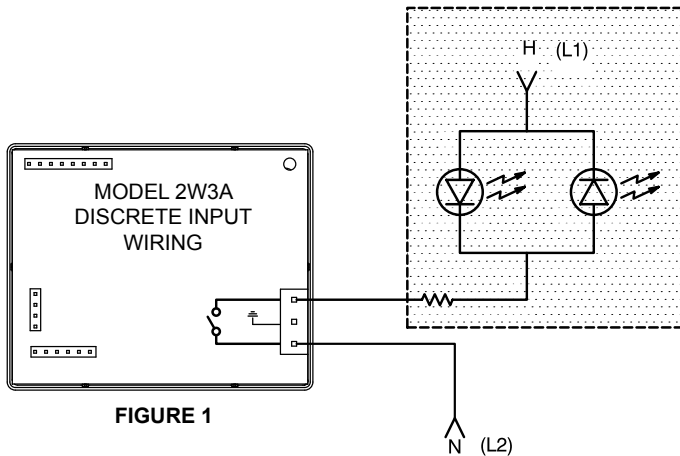 H (L1)
MODEL 2W3A
DISCRETE INPUT
WIRING
FIGURE 1
N (L2)